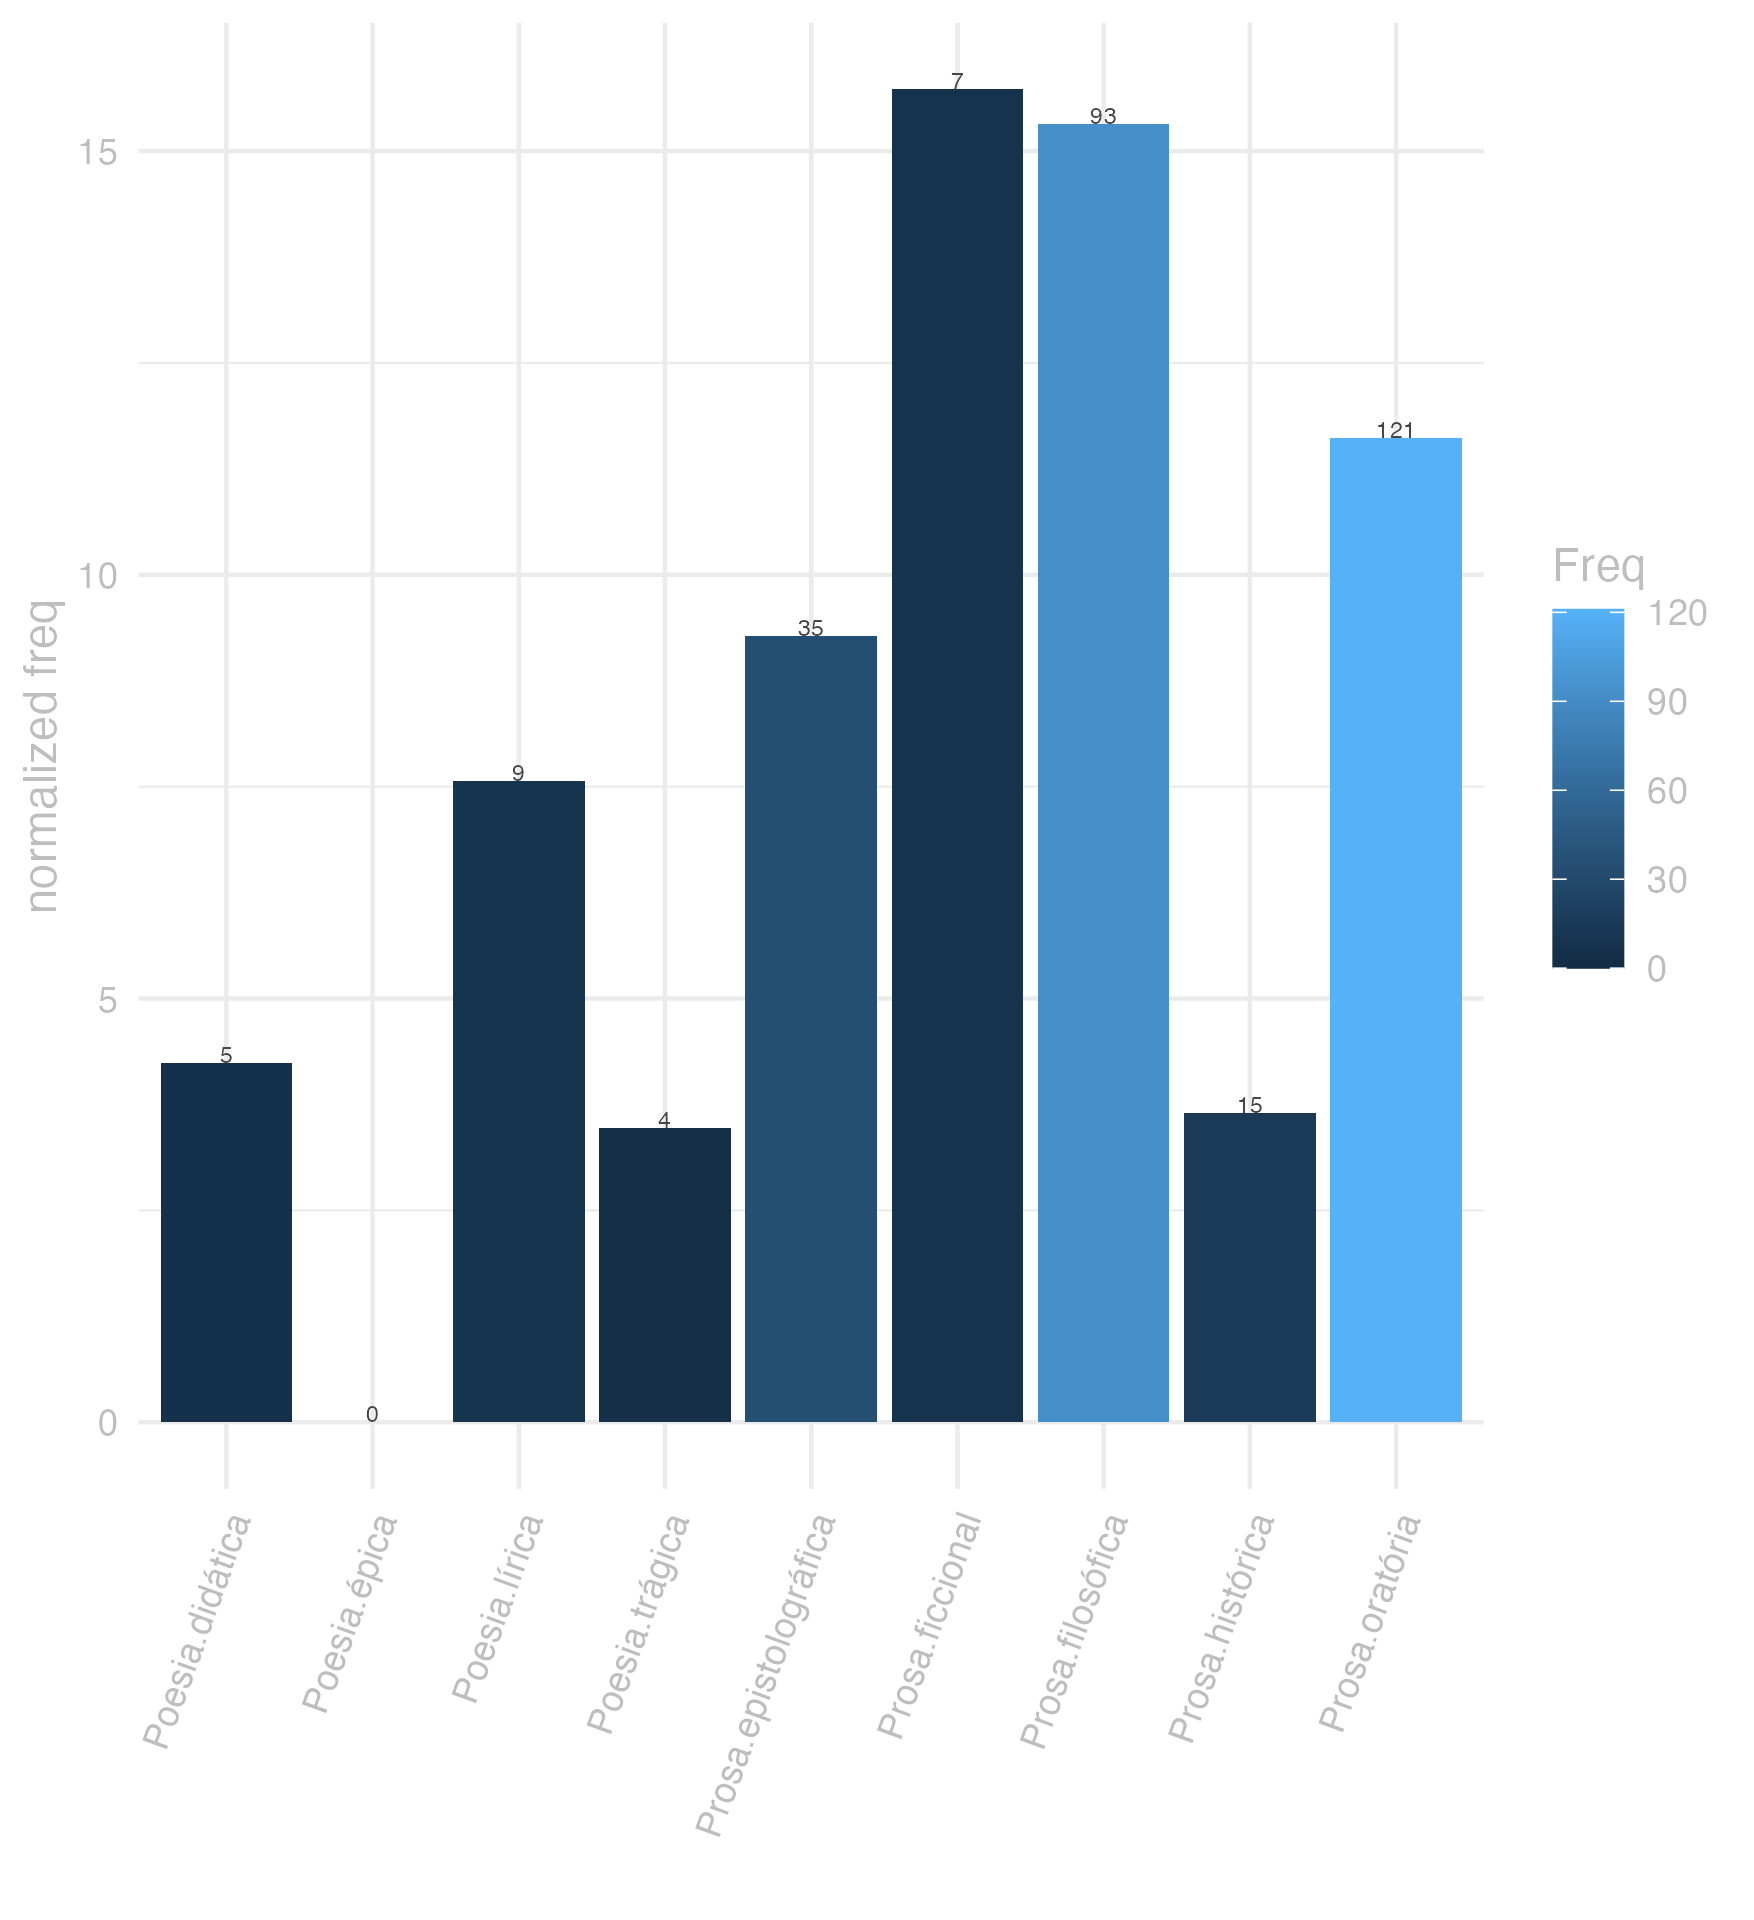 normalized freq
15
10
5
0
5
0
9
4
35
7
93
15
121
Poesia.didática
Poesia.épica
Poesia.lírica
Poesia.trágica
Prosa.epistolográfica
Prosa.ficcional
Prosa.filosófica
Prosa.histórica
Prosa.oratória
Freq
120
90
60
30
0